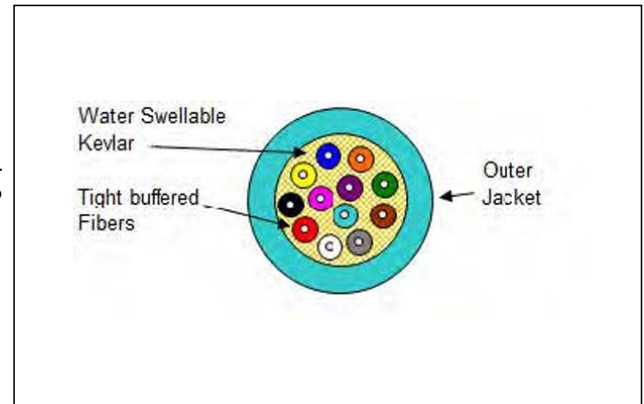 Water Swellable
Kevlar
Tight buffered
Fibers
Outer
Jacket